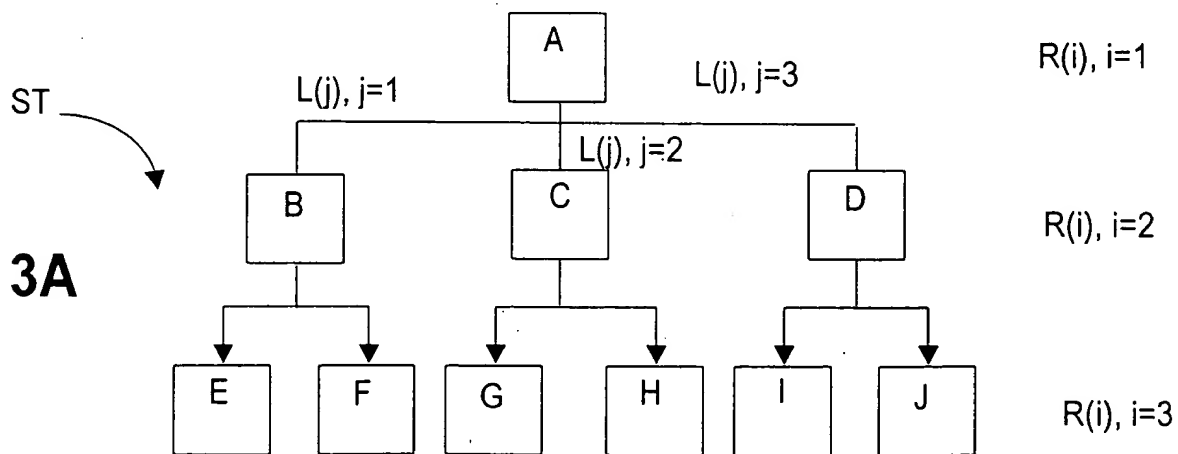 A
R(i), i=1
L(j), j=1
L(j), j=3
ST
L(j), j=2
B
C
D
R(i), i=2
3A
E
F
G
H
I
J
R(i), i=3